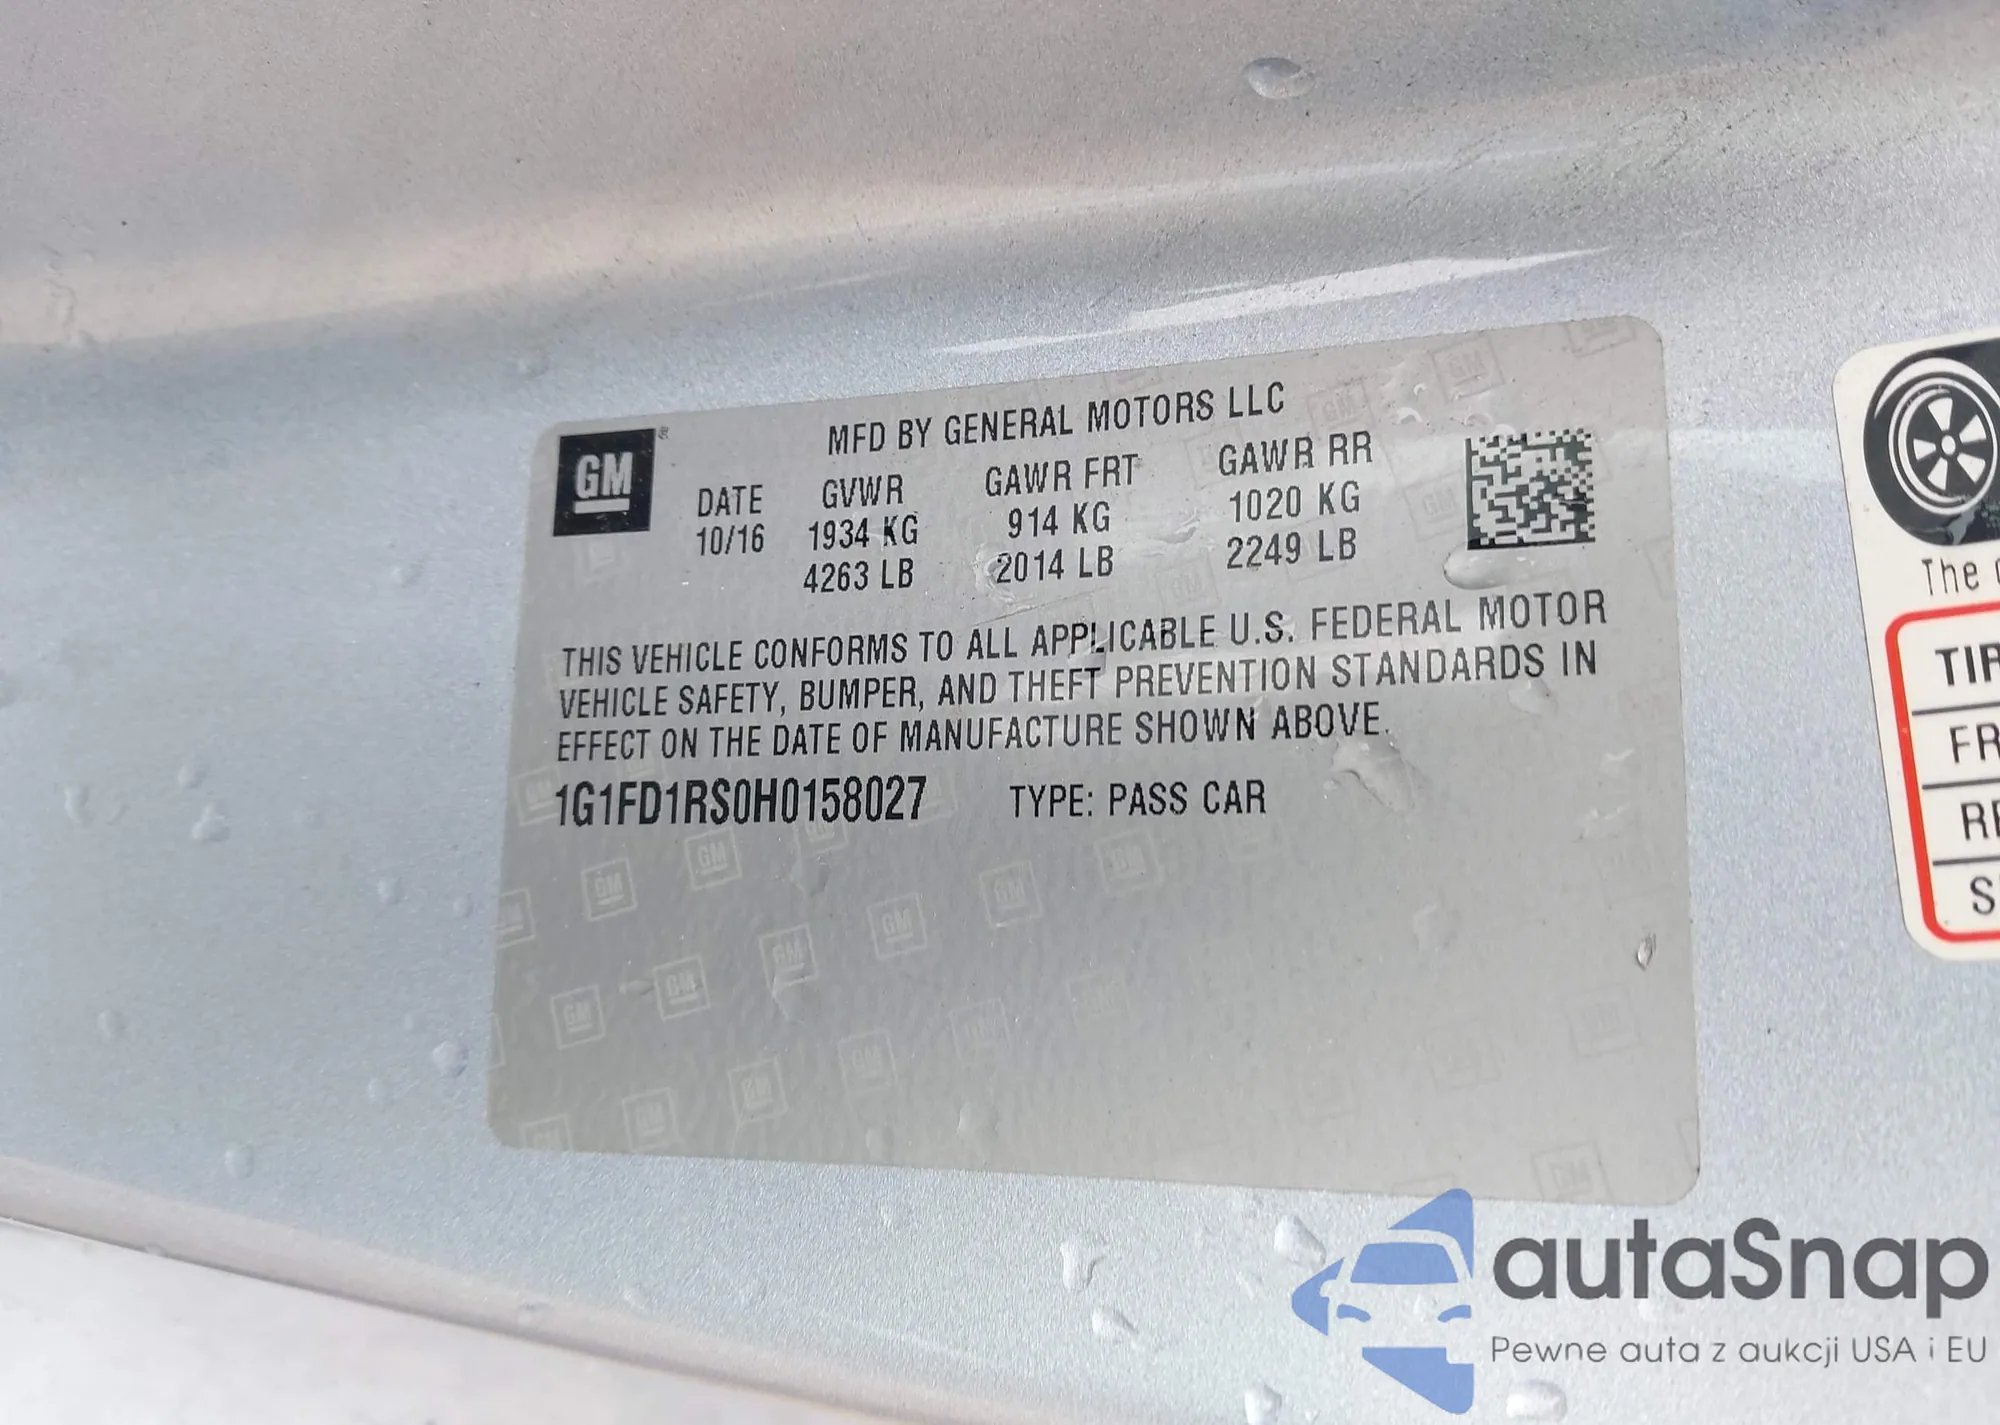 GM®
MFD BY GENERAL MOTORS LLC
DATE GVWR GAWR FRT GAWR RR
10/16 1934 KG 914 KG 1020 KG
4263 LB 2014 LB 2249 LB
THIS VEHICLE CONFORMS TO ALL APPLICABLE U.S. FEDERAL MOTOR
VEHICLE SAFETY, BUMPER, AND THEFT PREVENTION STANDARDS IN
EFFECT ON THE DATE OF MANUFACTURE SHOWN ABOVE.
1G1FD1RS0H0158027 TYPE: PASS CAR
The
autaSnap
Pewne auta z aukcji USA i EU